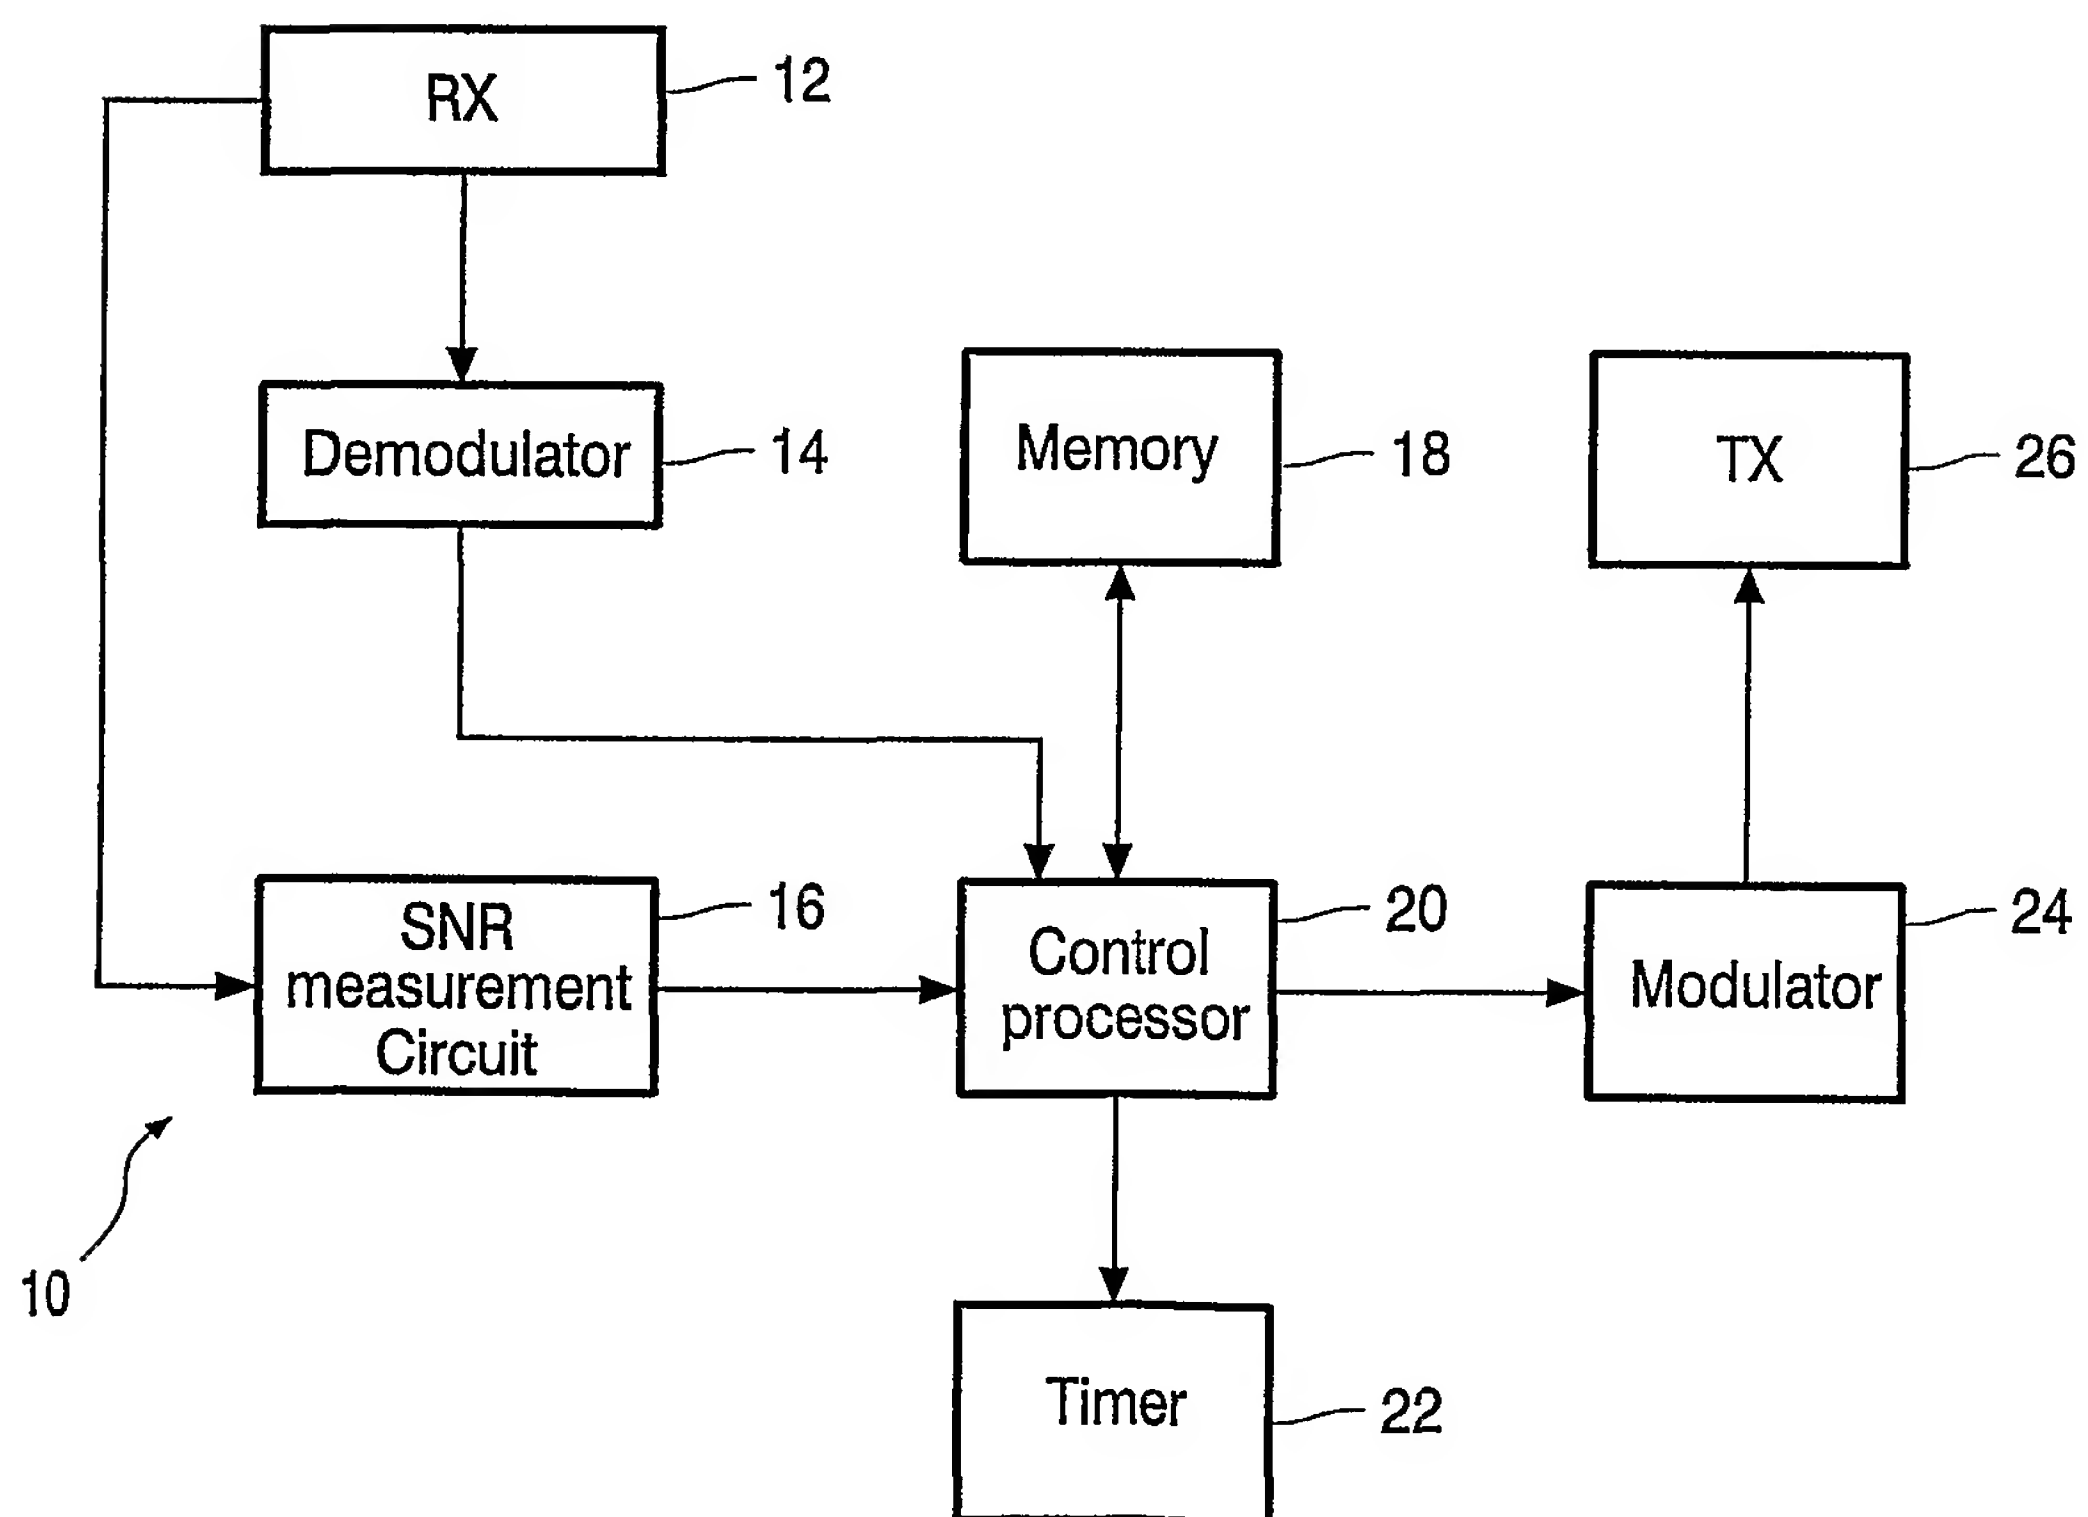 RX
12
Demodulator
14
Memory
18
TX
26
SNR
measurement
Circuit
16
Control
processor
20
Modulator
24
10
Timer
22